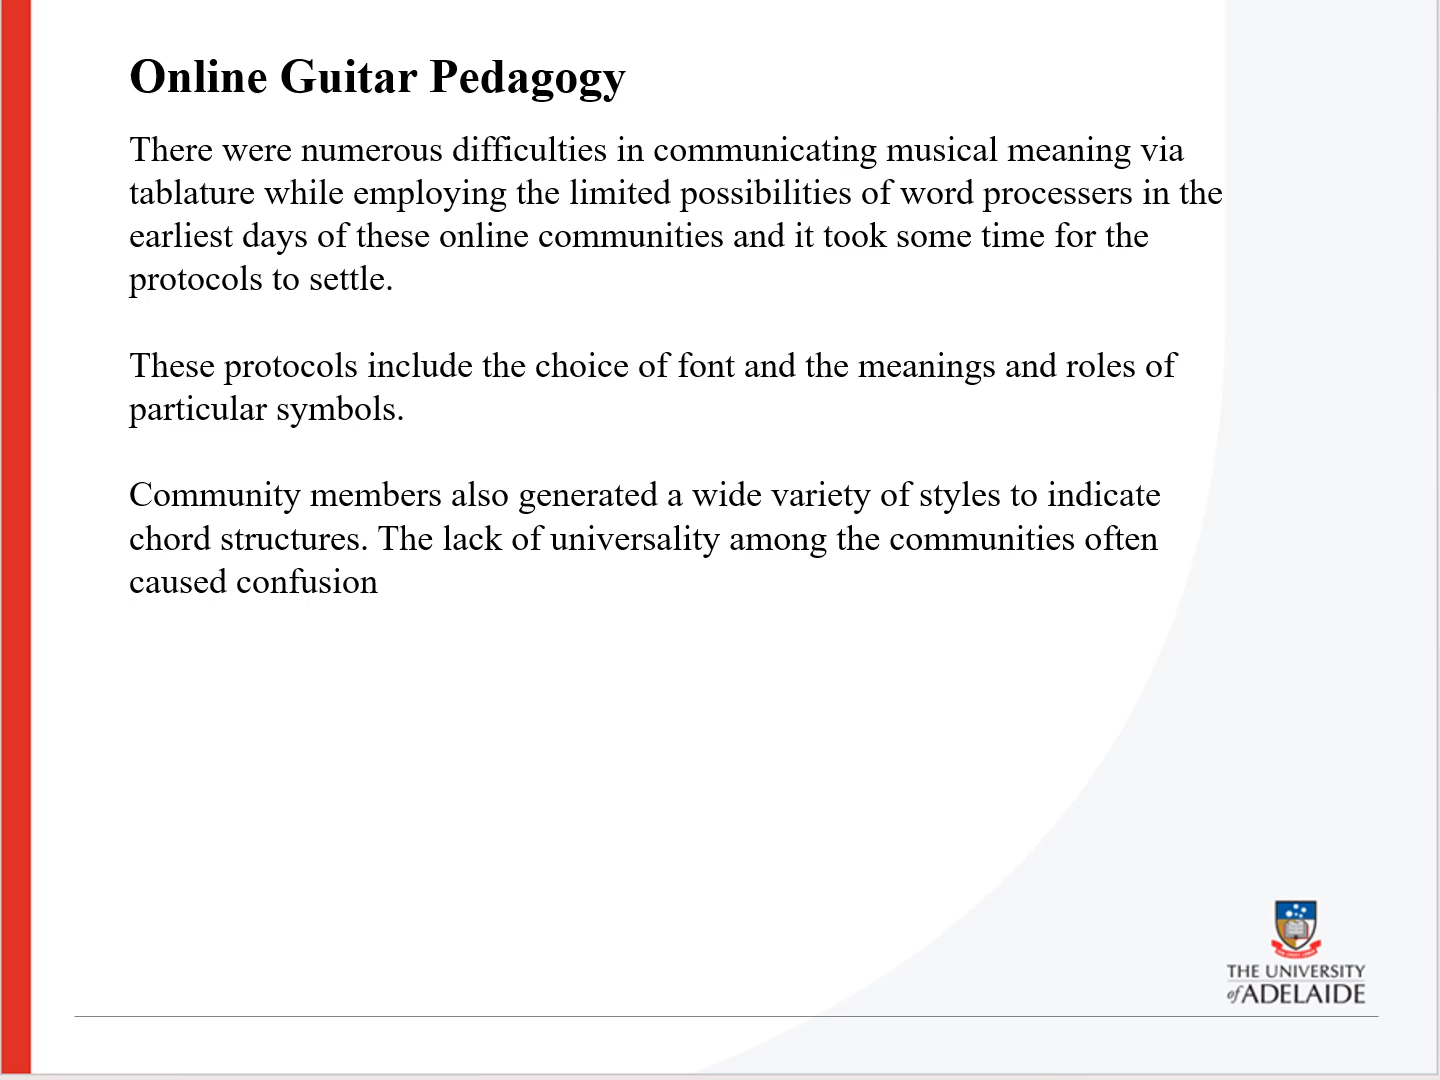 Online Guitar Pedagogy
There were numerous difficulties in communicating musical meaning via
tablature while employing the limited possibilities of word processers in the
earliest days of these online communities and it took some time for the
protocols to settle.
These protocols include the choice of font and the meanings and roles of
particular symbols.
Community members also generated a wide variety of styles to indicate
chord structures. The lack of universality among the communities often
caused confusion
THE UNIVERSITY
of ADELAIDE